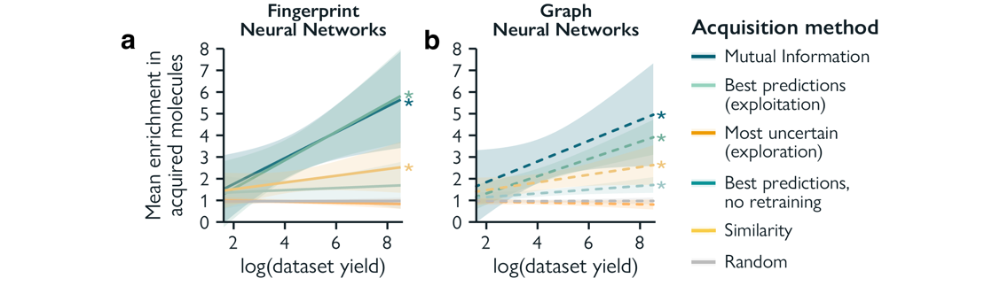 a
Fingerprint
Neural Networks
Mean enrichment in
acquired molecules
8
7
6
5
4
3
2
1
0
2 4 6 8
log(dataset yield)
*
*
*
b
Graph
Neural Networks
8
7
6
5
4
3
2
1
0
2 4 6 8
log(dataset yield)
*
*
*
*
Acquisition method
Mutual Information
Best predictions
(exploitation)
Most uncertain
(exploration)
Best predictions,
no retraining
Similarity
Random